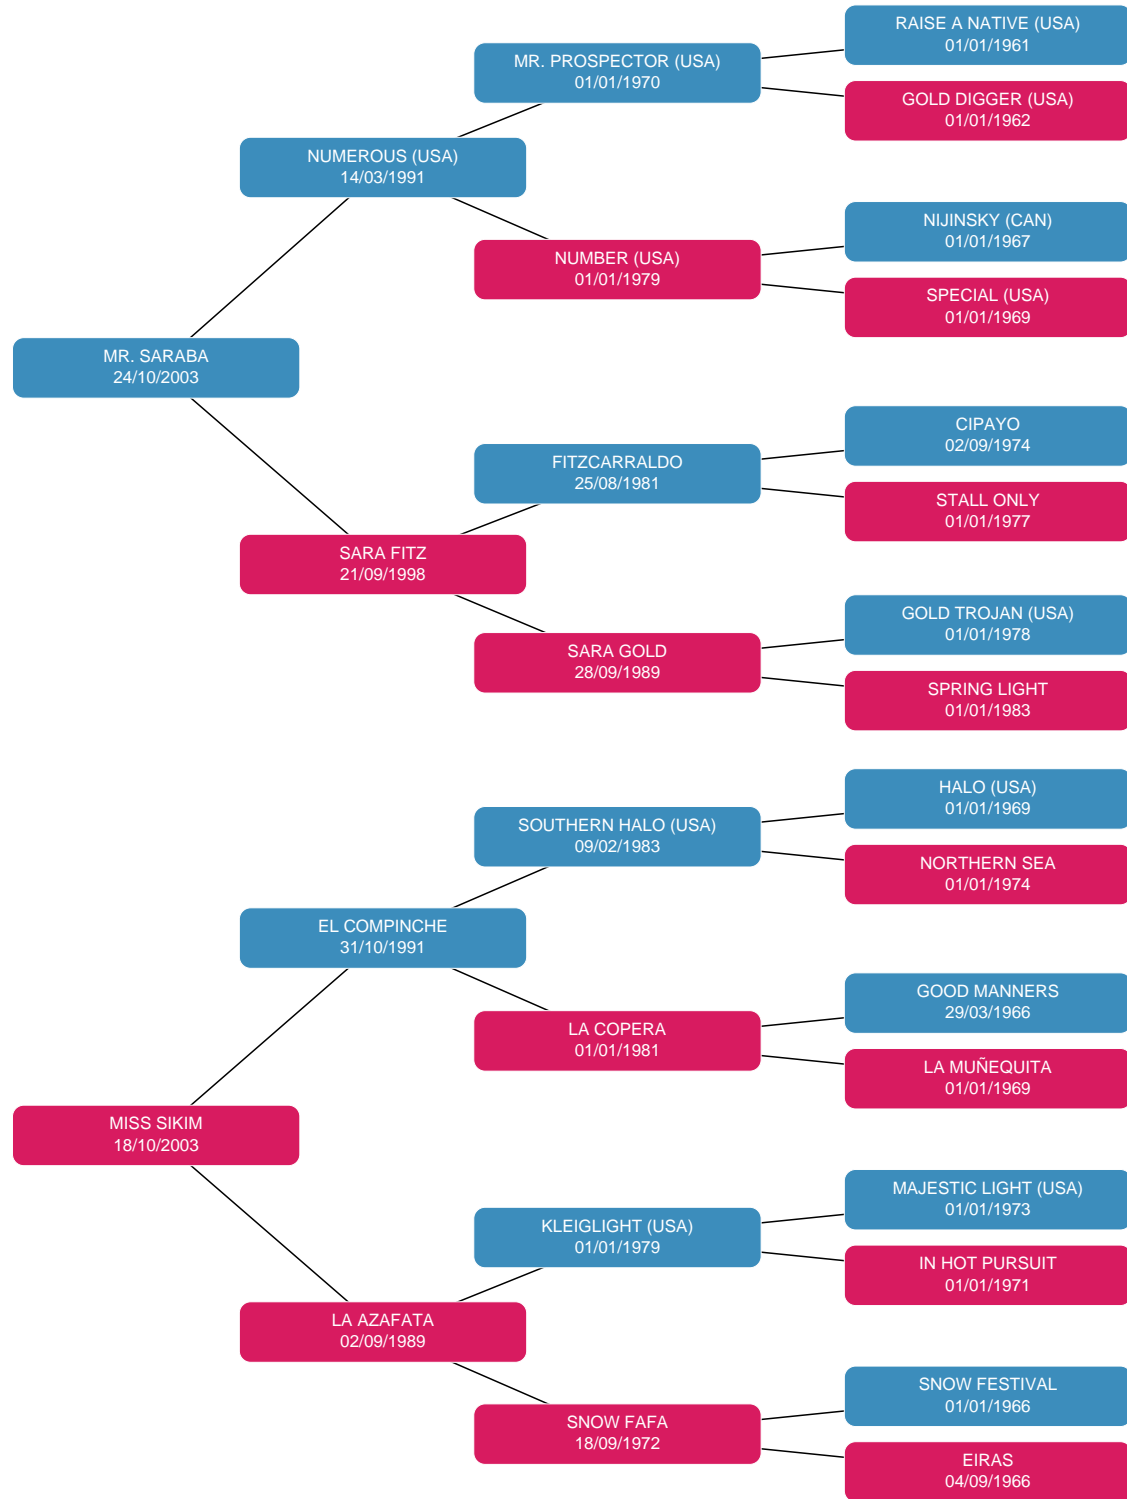 RAISE A NATIVE (USA)
01/01/1961
MR. PROSPECTOR (USA)
01/01/1970
GOLD DIGGER (USA)
01/01/1962
NUMEROUS (USA)
14/03/1991
NIJINSKY (CAN)
01/01/1967
NUMBER (USA)
01/01/1979
SPECIAL (USA)
01/01/1969
MR. SARABA
24/10/2003
CIPAYO
02/09/1974
FITZCARRALDO
25/08/1981
STALL ONLY
01/01/1977
SARA FITZ
21/09/1998
GOLD TROJAN (USA)
01/01/1978
SARA GOLD
28/09/1989
SPRING LIGHT
01/01/1983
HALO (USA)
01/01/1969
SOUTHERN HALO (USA)
09/02/1983
NORTHERN SEA
01/01/1974
EL COMPINCHE
31/10/1991
GOOD MANNERS
29/03/1966
LA COPERA
01/01/1981
LA MUÑEQUITA
01/01/1969
MISS SIKIM
18/10/2003
MAJESTIC LIGHT (USA)
01/01/1973
KLEIGLIGHT (USA)
01/01/1979
IN HOT PURSUIT
01/01/1971
LA AZAFATA
02/09/1989
SNOW FESTIVAL
01/01/1966
SNOW FAFA
18/09/1972
EIRAS
04/09/1966